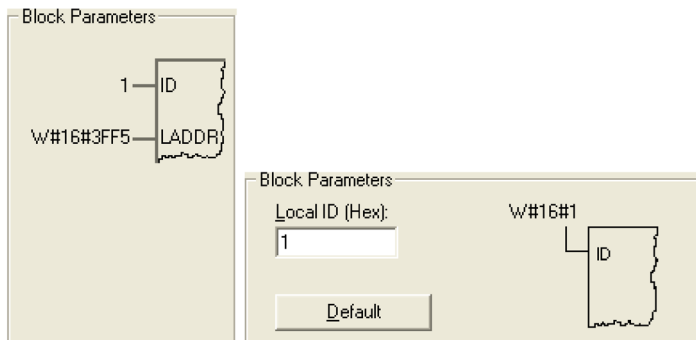 Block Parameters
1 ID
W#16#3FF5 LADDR
Block Parameters
Local ID (Hex): W#16#1
1 ID
Default